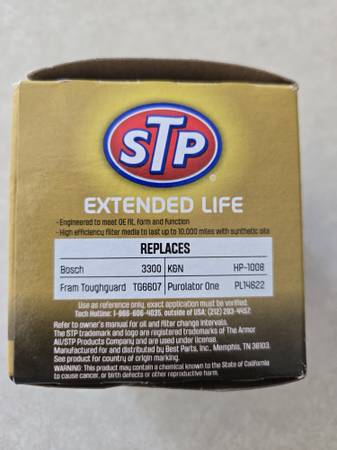 STP®
EXTENDED LIFE
-Engineered to meet OE fit, form and function
-High efficiency filter media to last up to 10,000 miles with synthetic oils
REPLACES
Bosch 3300 K&N HP-1008
Fram Toughguard TG6607 Purolator One PL14622
Use as reference only, exact application must be verified.
Tech Hotline: 1-866-606-4035, outside of USA: (212) 283-4457.
Refer to owner's manual for oil and filter change intervals.
The STP trademark and logo are registered trademarks of The Armor
All/STP Products Company and are used under license.
Manufactured for and distributed by Best Parts, Inc., Memphis, TN 38103.
See product for country of origin marking.
WARNING: This product may contain a chemical known to the State of California
to cause cancer, or birth defects or other reproductive harm.